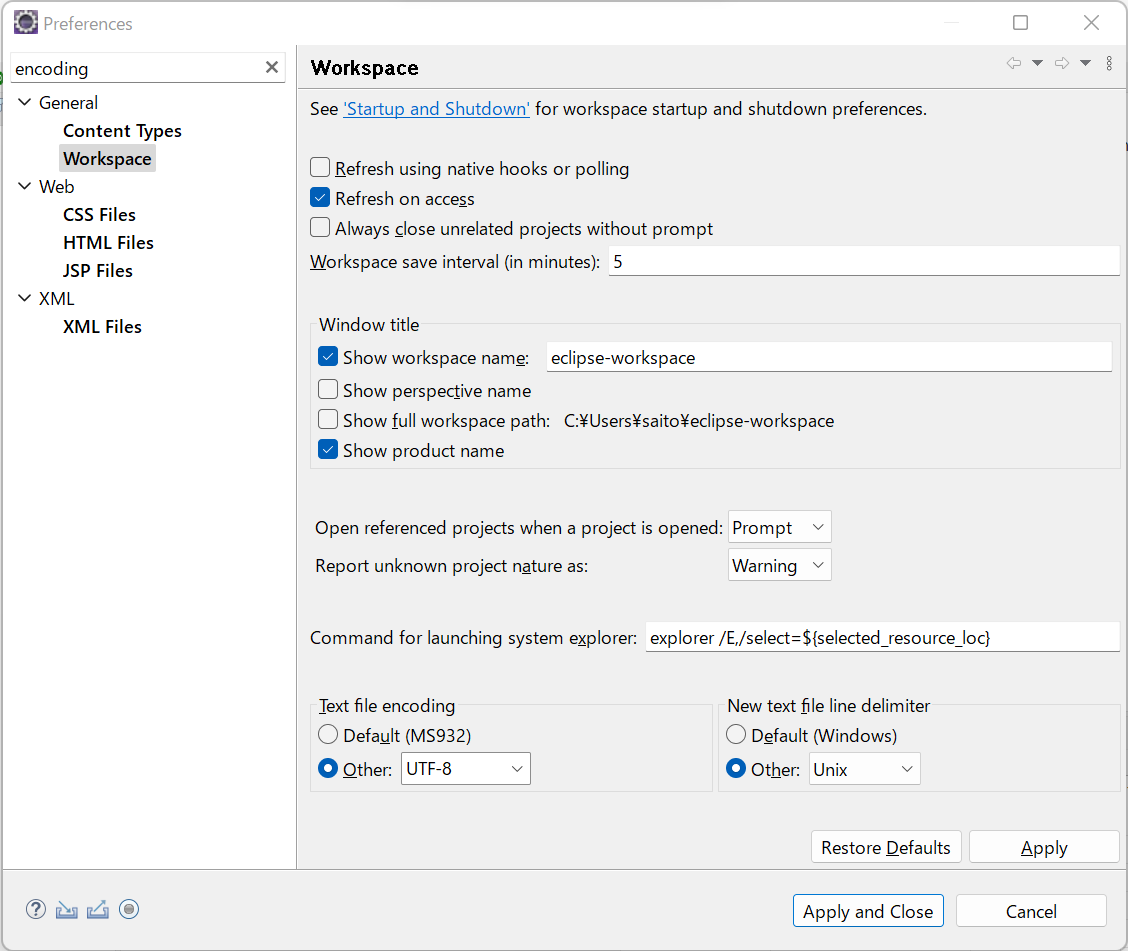 Preferences
encoding
General
Content Types
Workspace
Web
CSS Files
HTML Files
JSP Files
XML
XML Files
Workspace
See 'Startup and Shutdown' for workspace startup and shutdown preferences.
Refresh using native hooks or polling
Refresh on access
Always close unrelated projects without prompt
Workspace save interval (in minutes): 5
Window title
Show workspace name: eclipse-workspace
Show perspective name
Show full workspace path: C:¥Users¥saito¥eclipse-workspace
Show product name
Open referenced projects when a project is opened: Prompt
Report unknown project nature as: Warning
Command for launching system explorer: explorer /E,/select=${selected_resource_loc}
Text file encoding
Default (MS932)
Other: UTF-8
New text file line delimiter
Default (Windows)
Other: Unix
Restore Defaults Apply
Apply and Close Cancel